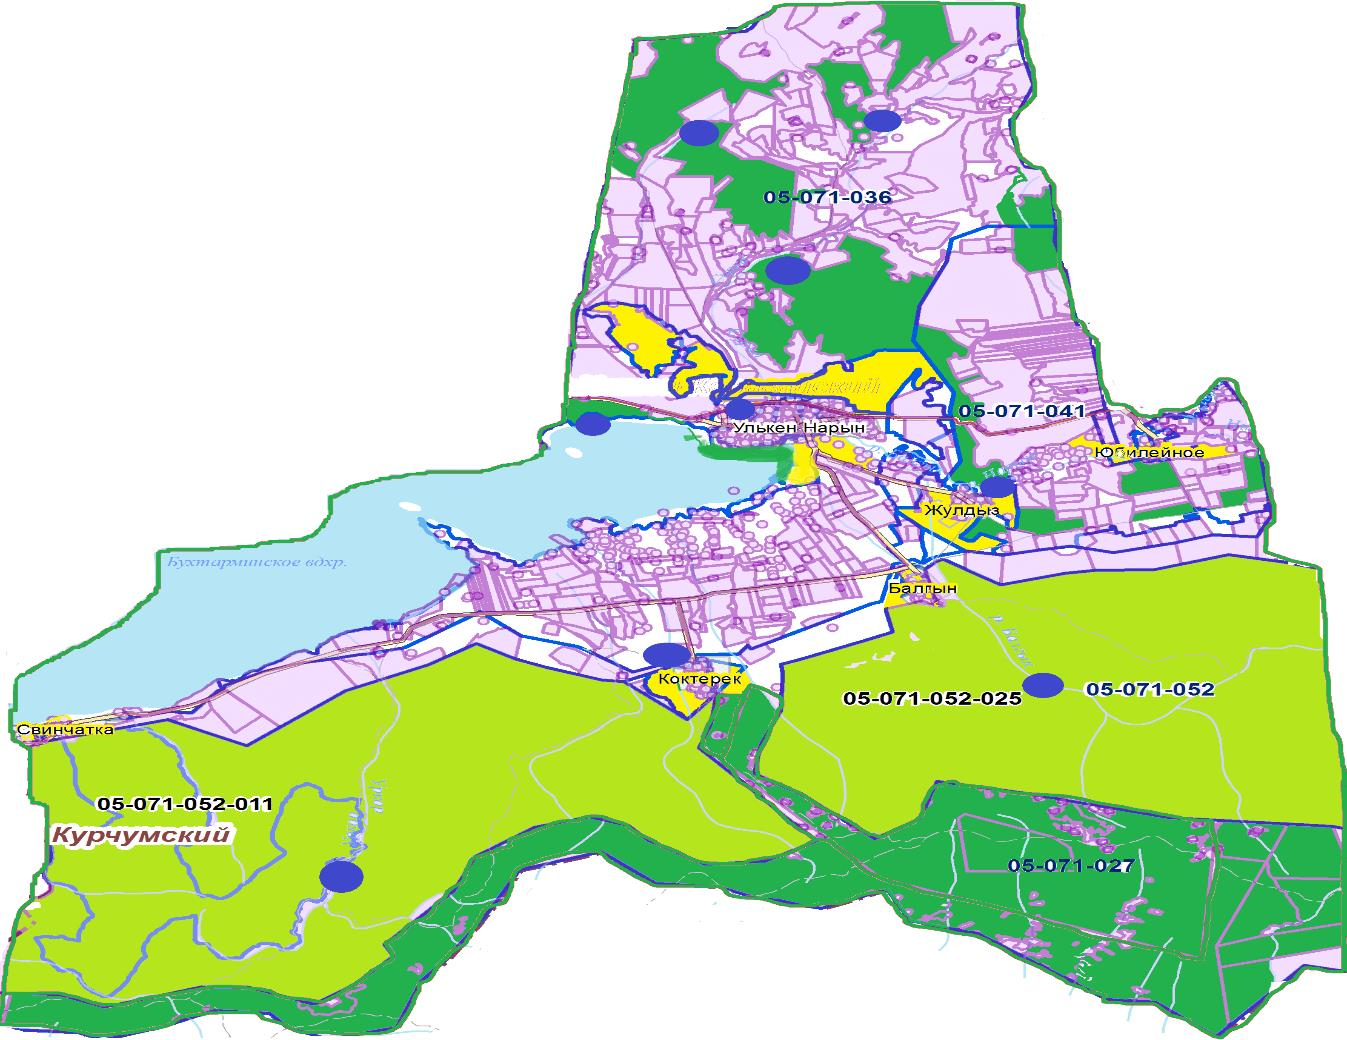 05-071-036
05-071-041
Улькен Нарын
Юбилейное
Жулдыз
Бухтарминское вдхр.
Балгын
Коктерек
05-071-052-025
05-071-052
Свинчатка
05-071-052-011
Курчумский
05-071-027